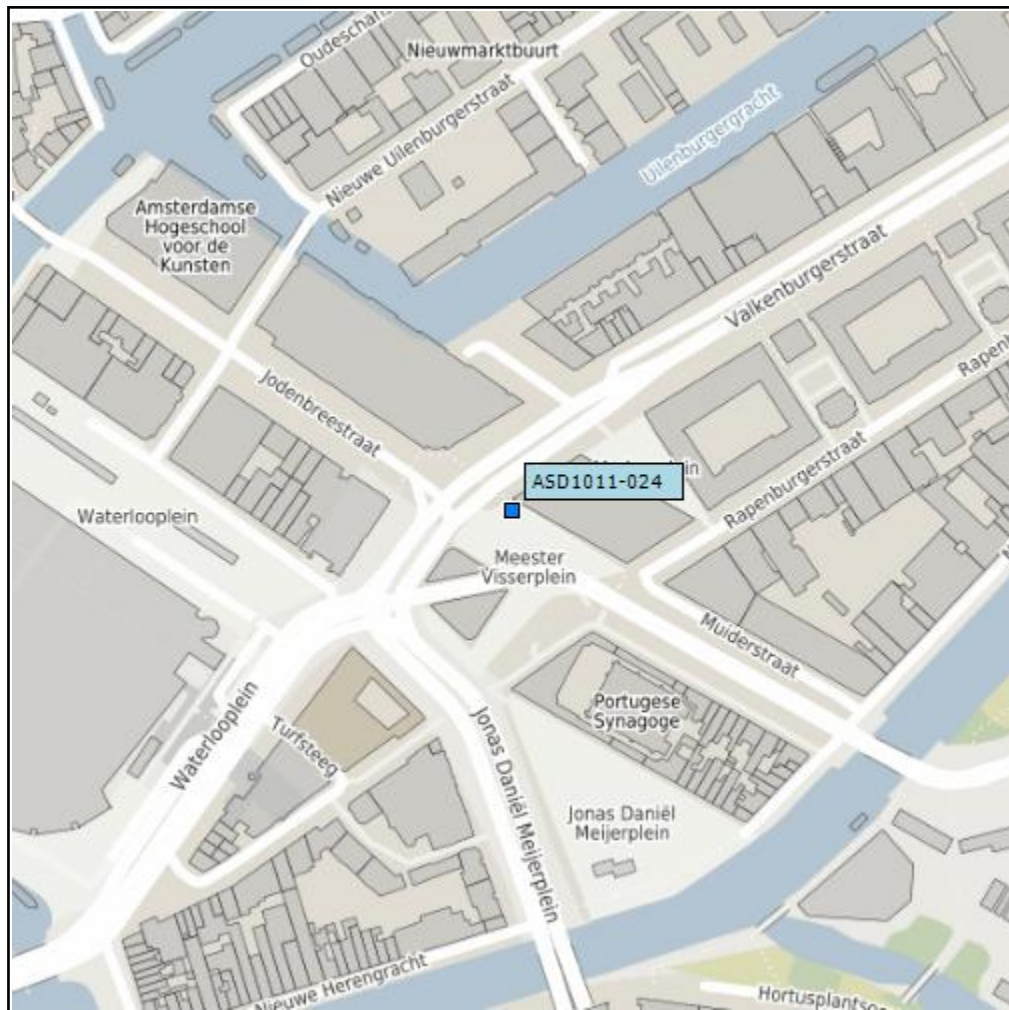 Oudeschans
Nieuwmarktbuurt
Nieuwe Uilenburgerstraat
Uilenburgergracht
Amsterdamse
Hogeschool
voor de
Kunsten
Valkenburgerstraat
Jodenbreestraat
ASD1011-024
Rapenburgerstraat
Waterlooplein
Meester
Visserplein
Muiderstraat
Portugese
Synagoge
Waterlooplein
Turfsteeg
Jonas Daniël Meijerplein
Jonas Daniël
Meijerplein
Nieuwe Herengracht